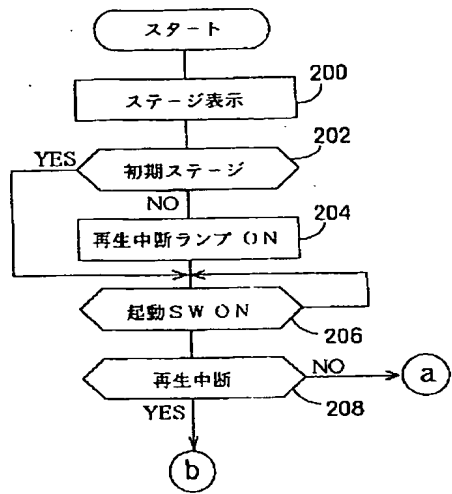 スタート
200
ステージ表示
202
YES
初期ステージ
NO
204
再生中断ランプ ON
起動SW ON
206
再生中断
NO
a
208
YES
b